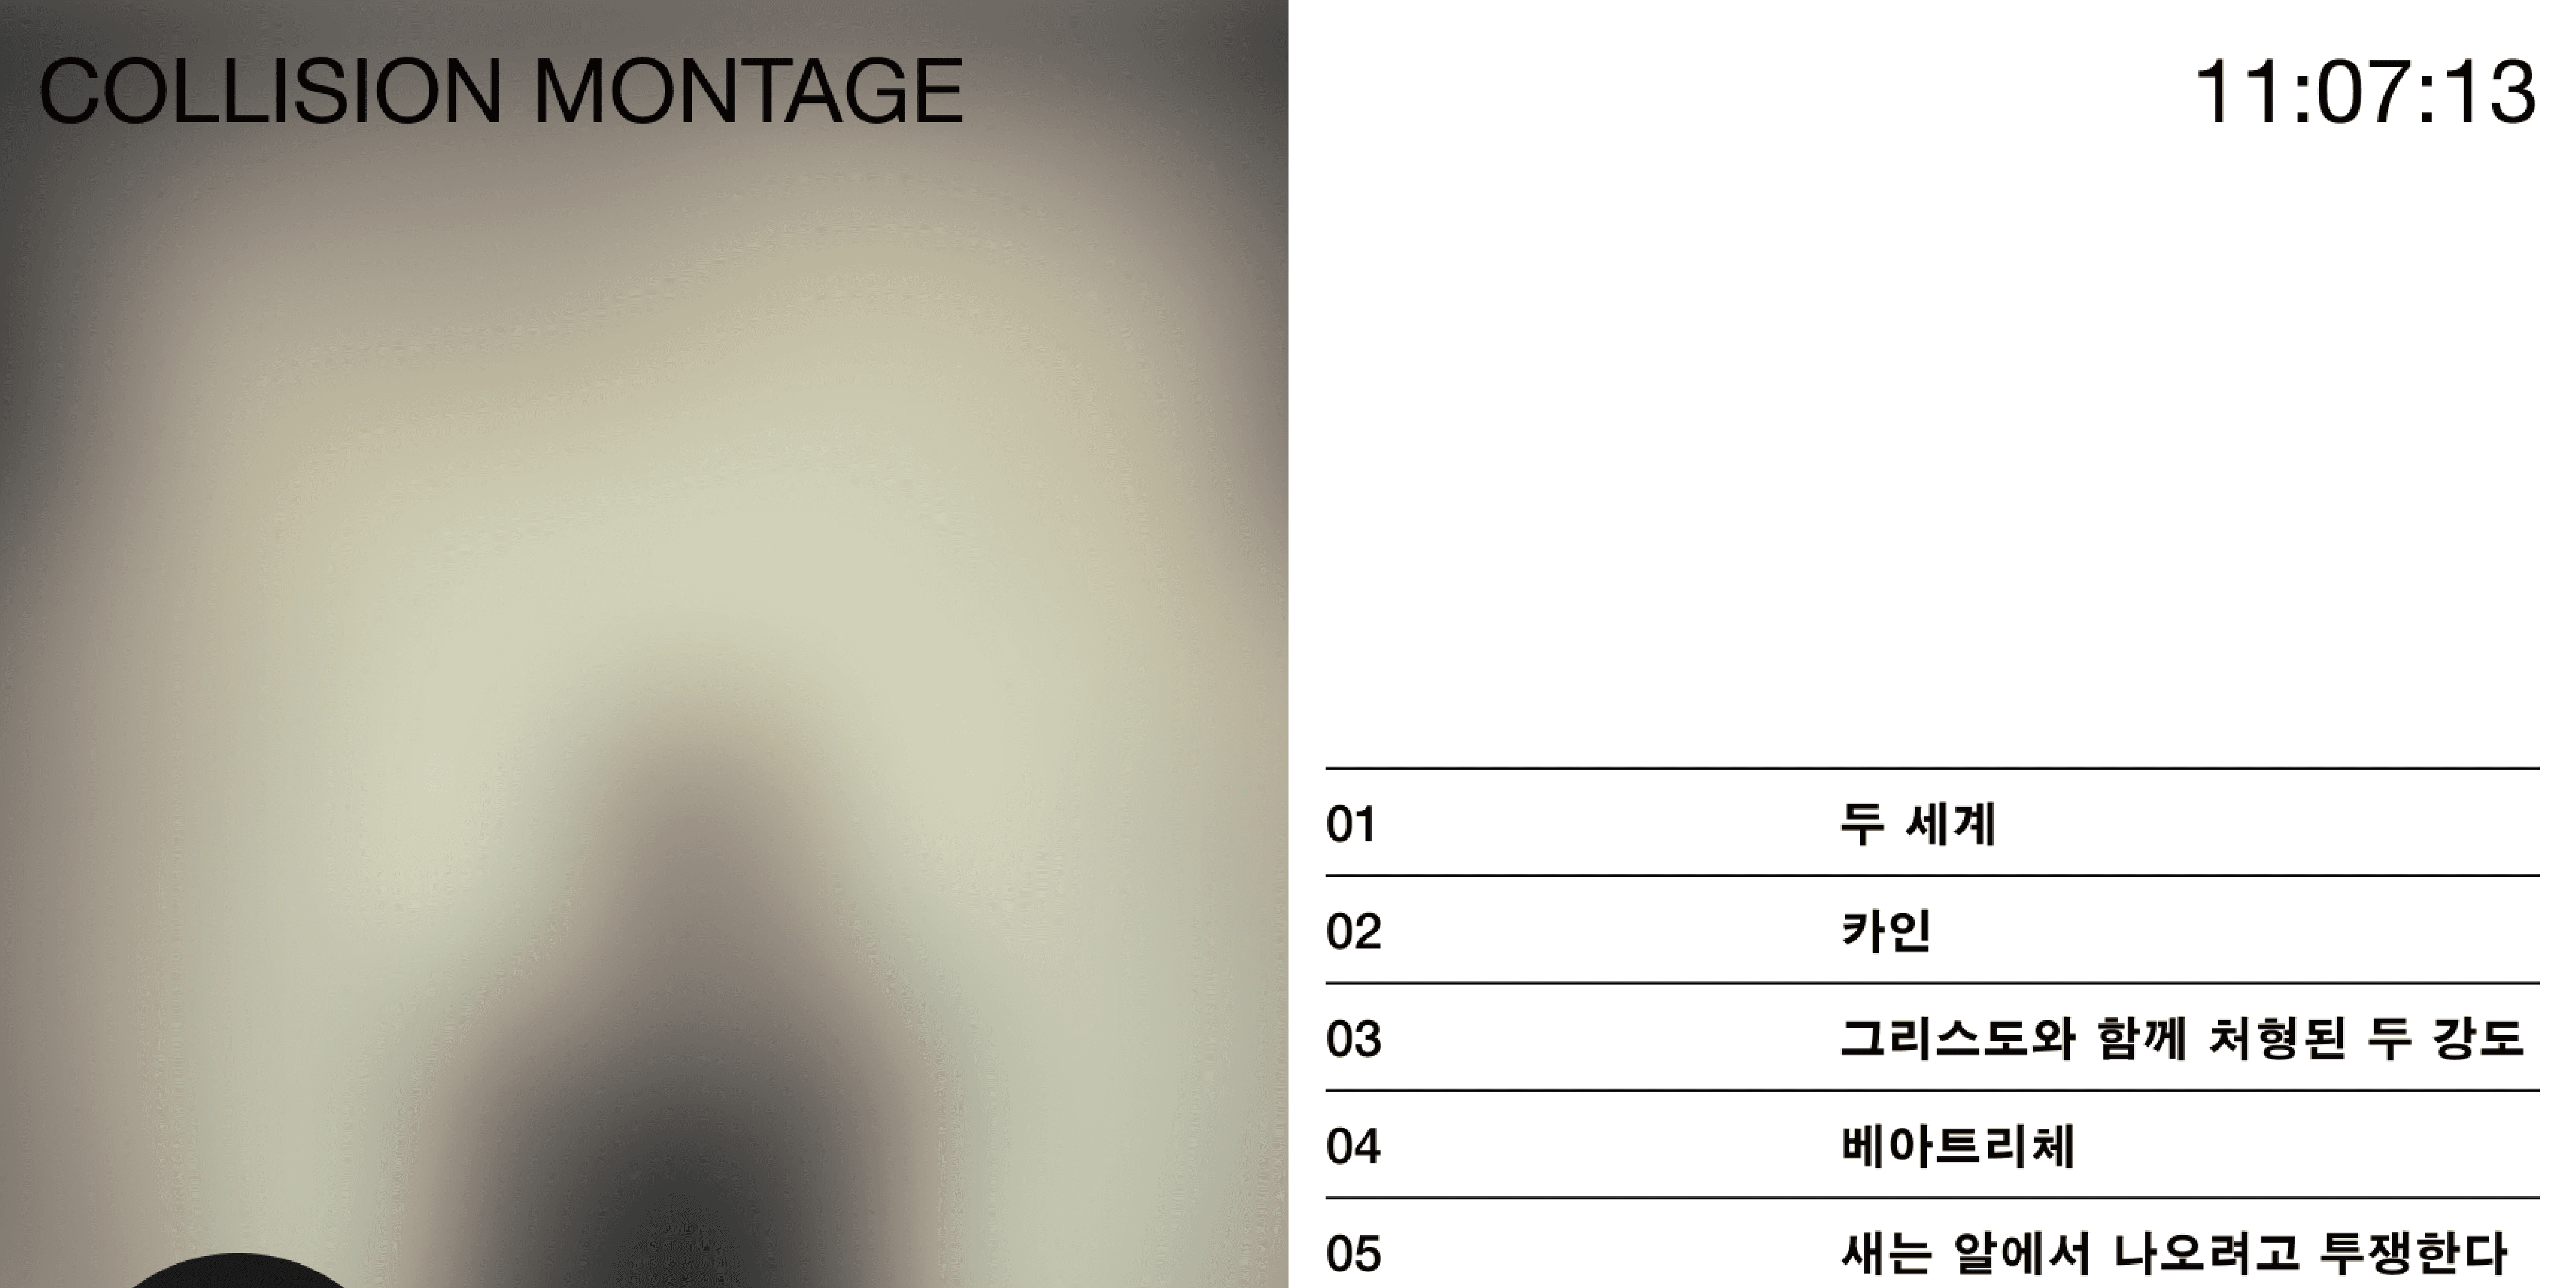 COLLISION MONTAGE
11:07:13
01 두 세계
02 카인
03 그리스도와 함께 처형된 두 강도
04 베아트리체
05 새는 알에서 나오려고 투쟁한다